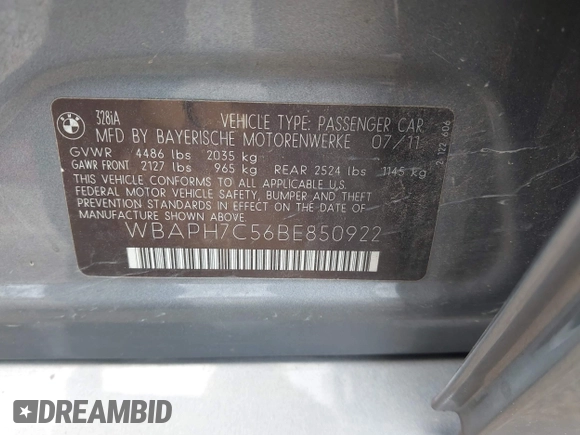 BMW
328iA
VEHICLE TYPE: PASSENGER CAR
MFD BY BAYERISCHE MOTORENWERKE 07/11
GVWR 4486 lbs 2035 kg
GAWR FRONT 2127 lbs 965 kg REAR 2524 lbs 1145 kg
THIS VEHICLE CONFORMS TO ALL APPLICABLE U.S.
FEDERAL MOTOR VEHICLE SAFETY, BUMPER AND THEFT
PREVENTION STANDARDS IN EFFECT ON THE DATE OF
MANUFACTURE SHOWN ABOVE.
WBAPH7C56BE850922
DREAMBID